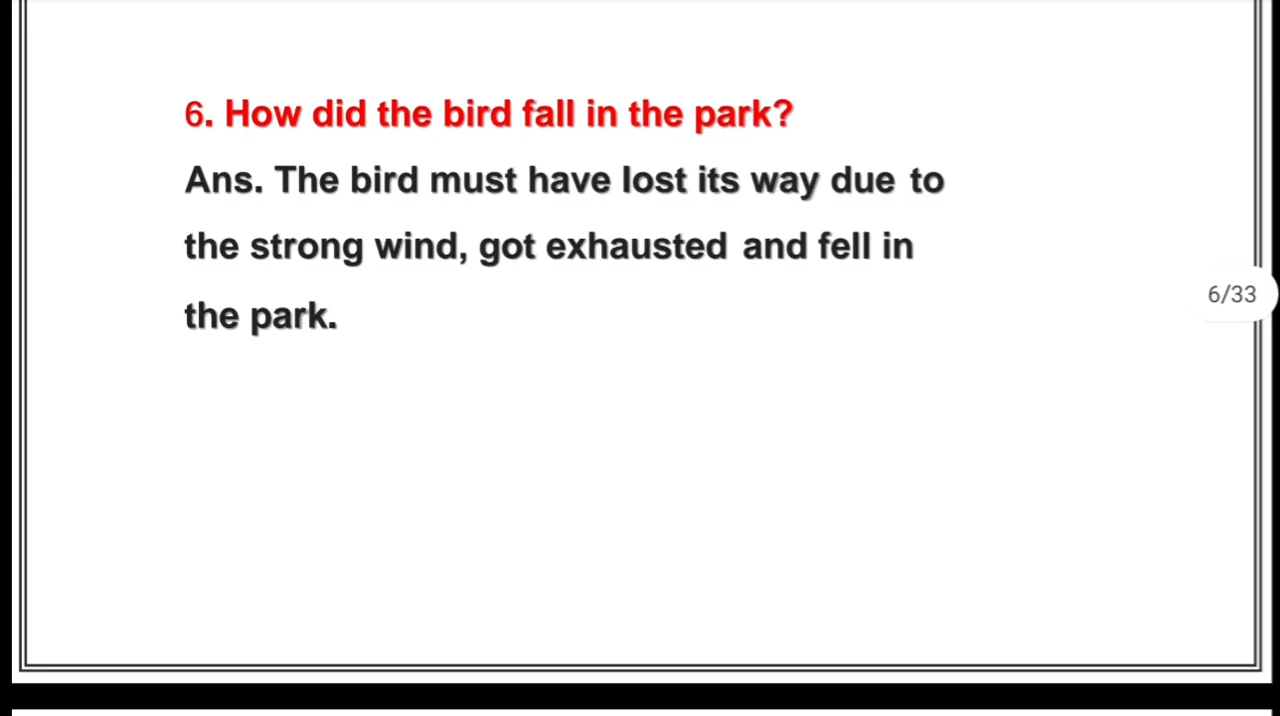 6. How did the bird fall in the park?
Ans. The bird must have lost its way due to
the strong wind, got exhausted and fell in
6/33
the park.